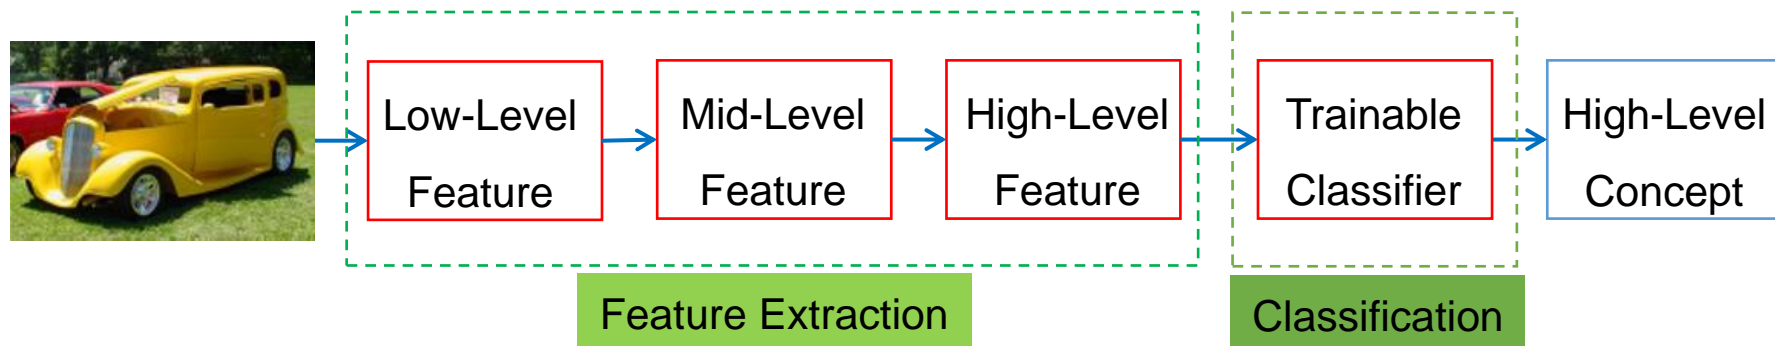 Low-Level
Feature
Mid-Level
Feature
High-Level
Feature
Trainable
Classifier
High-Level
Concept
Feature Extraction
Classification